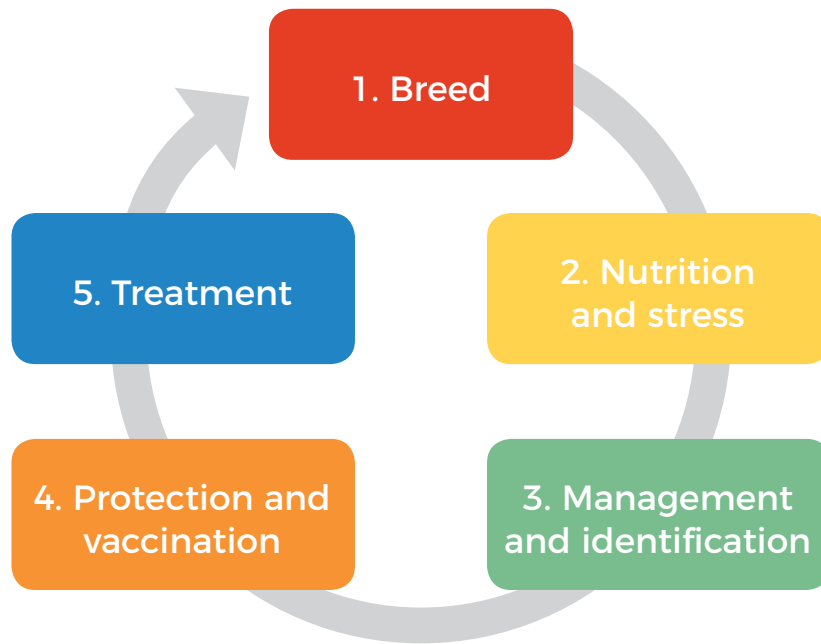 1. Breed
2. Nutrition
and stress
3. Management
and identification
4. Protection and
vaccination
5. Treatment